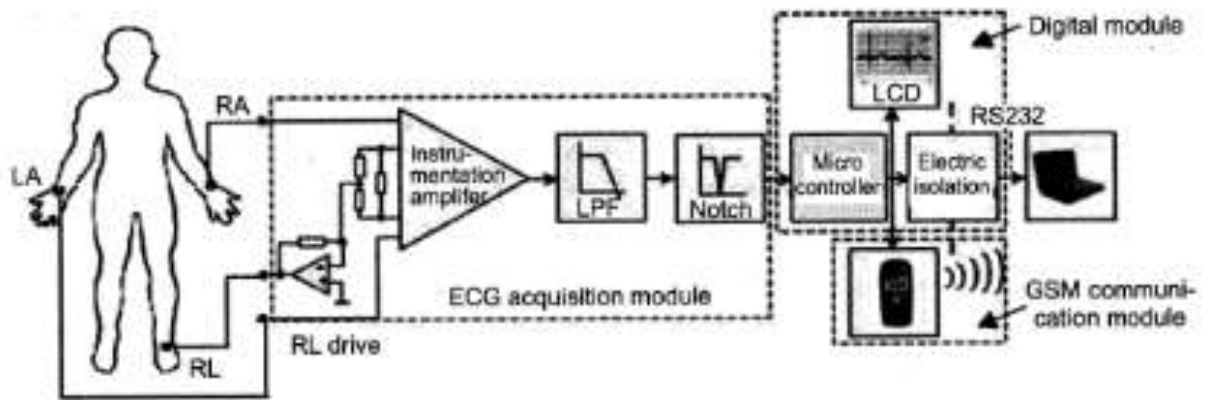 Digital module
LCD
RS232
RA
LA
Instru-
mentation
amplifer
LPF
Notch
Micro
controller
Electric
isolation
ECG acquisition module
RL drive
RL
GSM communi-
cation module